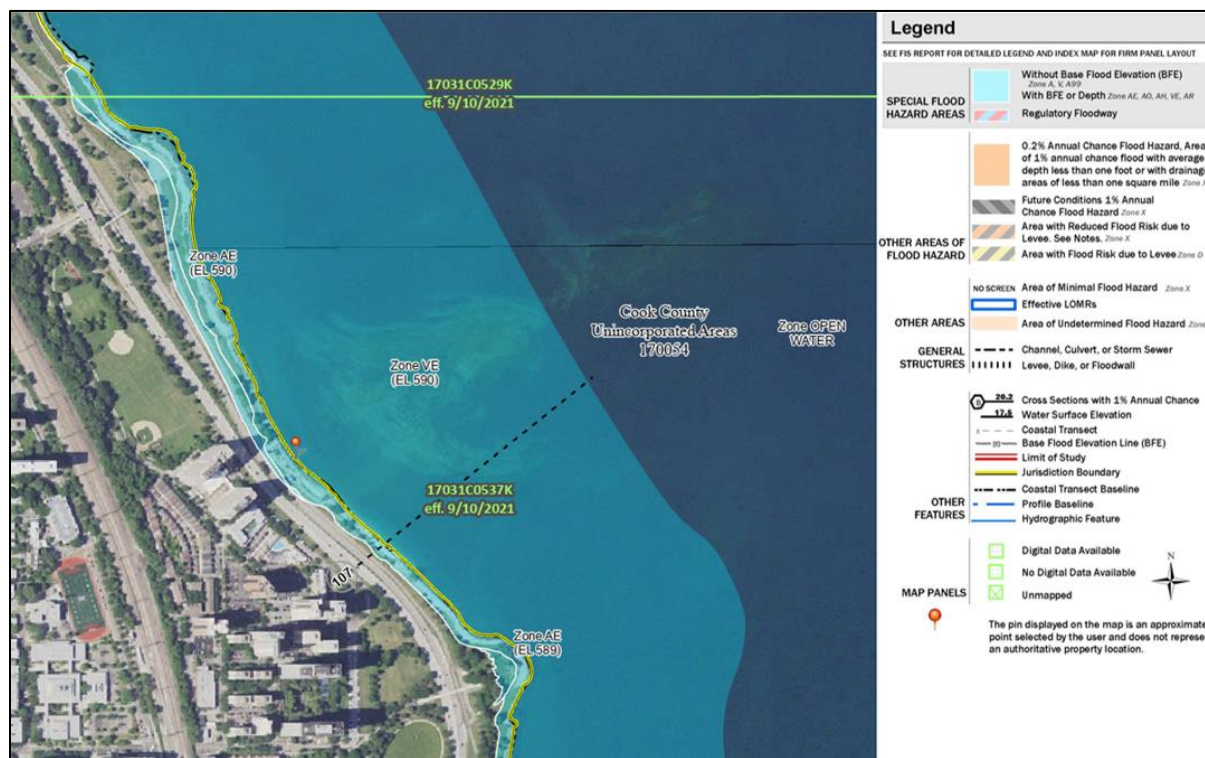 17031C0529K
eff. 9/10/2021
Zone AE
(EL 590)
Cook County
Unincorporated Areas
170054
Zone OPEN
WATER
Zone VE
(EL 590)
17031C0537K
eff. 9/10/2021
107
Zone AE
(EL 589)
Legend
SEE FIS REPORT FOR DETAILED LEGEND AND INDEX MAP FOR FIRM PANEL LAYOUT
SPECIAL FLOOD
HAZARD AREAS
Without Base Flood Elevation (BFE)
Zone A, V, A99
With BFE or Depth Zone AE, AO, AH, VE, AR
Regulatory Floodway
OTHER AREAS OF
FLOOD HAZARD
0.2% Annual Chance Flood Hazard, Area
of 1% annual chance flood with average
depth less than one foot or with drainage
areas of less than one square mile Zone
Future Conditions 1% Annual
Chance Flood Hazard Zone X
Area with Reduced Flood Risk due to
Levee. See Notes. Zone X
Area with Flood Risk due to Levee Zone D
OTHER AREAS
NO SCREEN Area of Minimal Flood Hazard Zone X
Effective LOMRs
Area of Undetermined Flood Hazard Zone
GENERAL
STRUCTURES
Channel, Culvert, or Storm Sewer
Levee, Dike, or Floodwall
OTHER
FEATURES
B 20.2 Cross Sections with 1% Annual Chance
17.5 Water Surface Elevation
Coastal Transect
Base Flood Elevation Line (BFE)
Limit of Study
Jurisdiction Boundary
Coastal Transect Baseline
Profile Baseline
Hydrographic Feature
MAP PANELS
Digital Data Available
No Digital Data Available
Unmapped
N
The pin displayed on the map is an approximate
point selected by the user and does not represe
an authoritative property location.